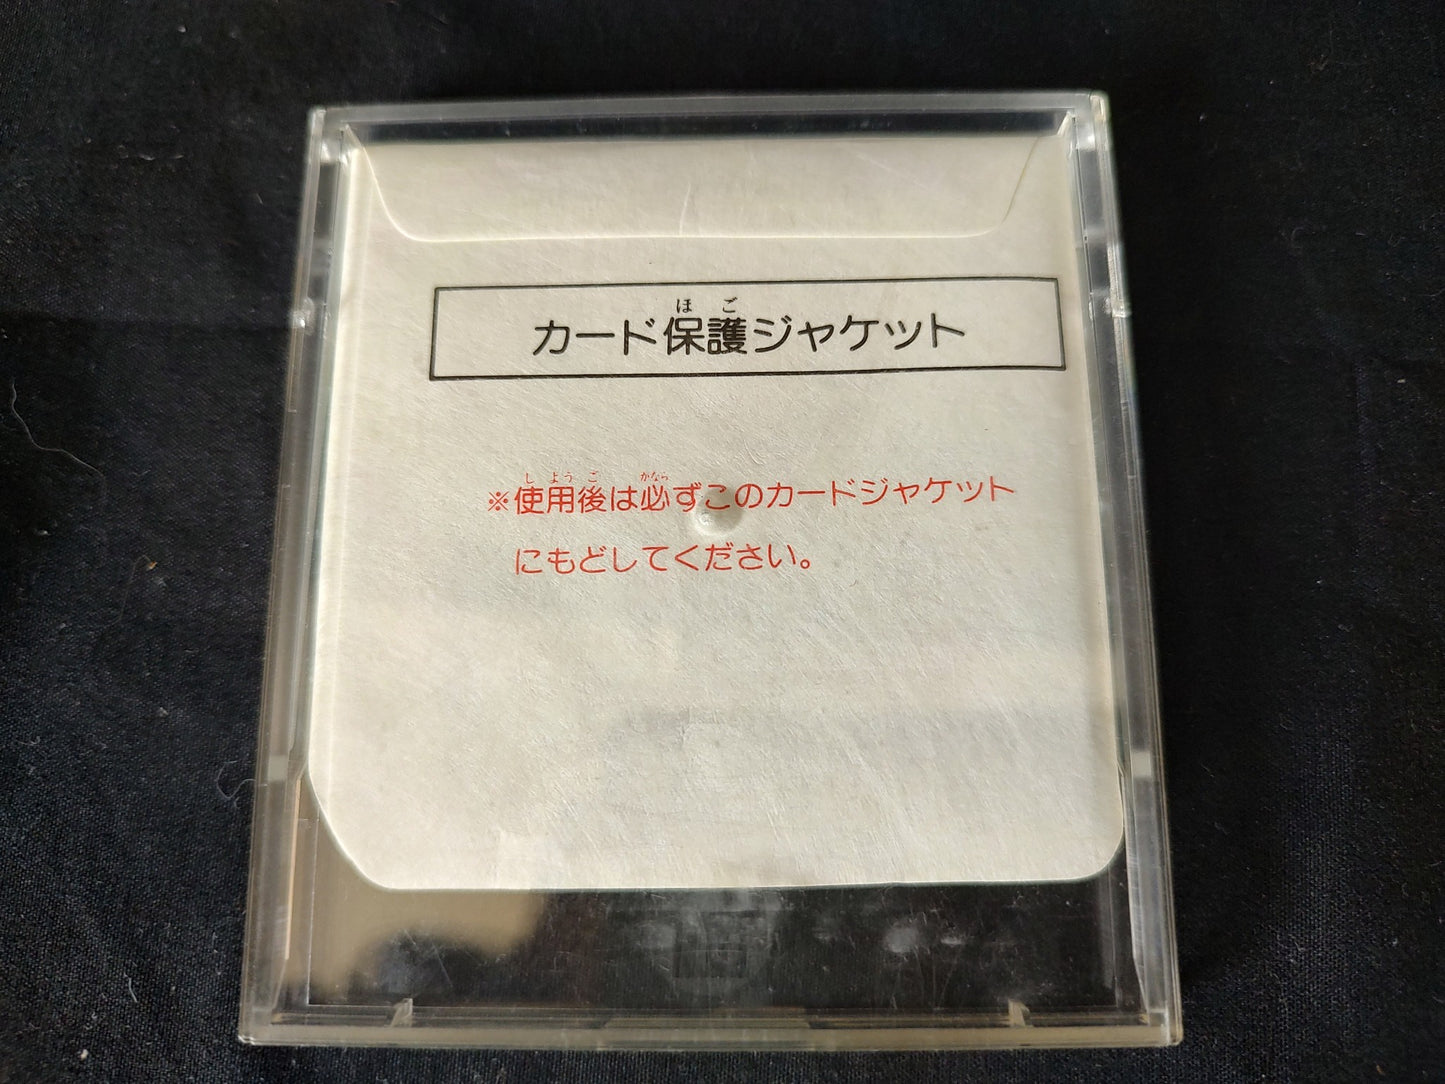 カード保護ジャケット
※使用後は必ずこのカードジャケット
にもどしてください。